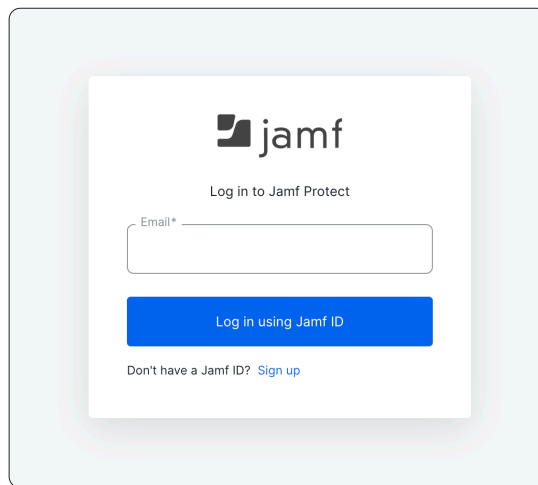 jamf
Log in to Jamf Protect
Email*
Log in using Jamf ID
Don't have a Jamf ID? Sign up